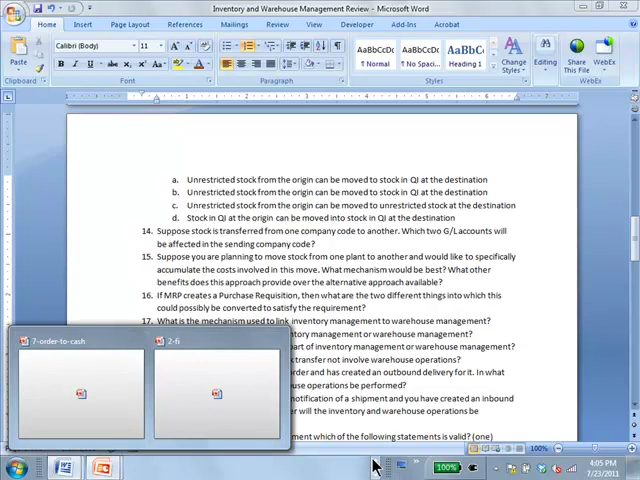 Inventory and Warehouse Management Review - Microsoft Word
Home Insert Page Layout References Mailings Review View Developer Add-Ins Acrobat
Calibri (Body) 11
AaBbCcDc AaBbCcDc AaBbC
Paste
B I U abc
¶ Normal ¶ No Spaci... Heading 1
Change Styles
Editing
Share This File
WebEx
Clipboard Font Paragraph Styles WebEx
a. Unrestricted stock from the origin can be moved to stock in QI at the destination
b. Unrestricted stock from the origin can be moved to stock in QI at the destination
c. Unrestricted stock from the origin can be moved to unrestricted stock at the destination
d. Stock in QI at the origin can be moved into stock in QI at the destination
14. Suppose stock is transferred from one company code to another. Which two G/L accounts will
be affected in the sending company code?
15. Suppose you are planning to move stock from one plant to another and would like to specifically
accumulate the costs involved in this move. What mechanism would be best? What other
benefits does this approach provide over the alternative approach available?
16. If MRP creates a Purchase Requisition, then what are the two different things into which this
could possibly be converted to satisfy the requirement?
17. What is the mechanism used to link inventory management to warehouse management?
ntory management or warehouse management?
part of inventory management or warehouse management?
transfer not involve warehouse operations?
order and has created an outbound delivery for it. In what
ouse operations be performed?
notification of a shipment and you have created an inbound
er will the inventory and warehouse operations be
ment which of the following statements is valid? (one)
7-order-to-cash 2-fi
100%
100%
4:05 PM
7/23/2011